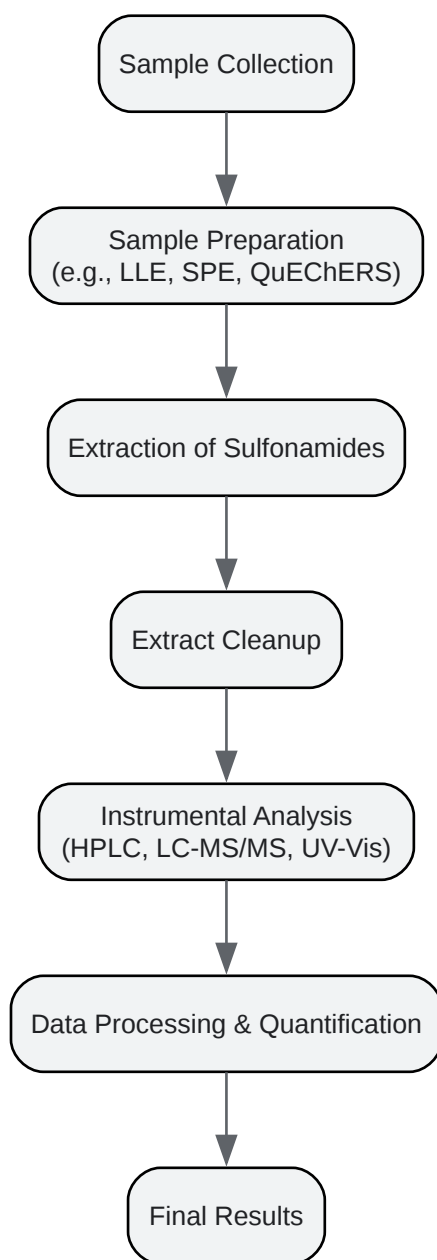 Sample Collection
Sample Preparation
(e.g., LLE, SPE, QuEChERS)
Extraction of Sulfonamides
Extract Cleanup
Instrumental Analysis
(HPLC, LC-MS/MS, UV-Vis)
Data Processing & Quantification
Final Results